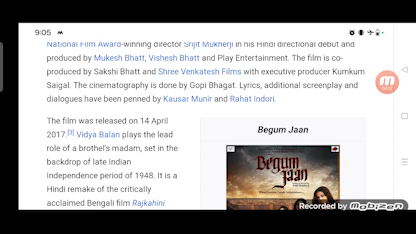 9:05
National Film Award-winning director Srijit Mukherji in his Hindi directorial debut and
produced by Mukesh Bhatt, Vishesh Bhatt and Play Entertainment. The film is co-
produced by Sakshi Bhatt and Shree Venkatesh Films with executive producer Kumkum
Saigal. The cinematography is done by Gopi Bhagat. Lyrics, additional screenplay and
dialogues have been penned by Kausar Munir and Rahat Indori.
The film was released on 14 April
2017.[3] Vidya Balan plays the lead
role of a brothel's madam, set in the
backdrop of late Indian
Independence period of 1948. It is a
Hindi remake of the critically
acclaimed Bengali film Rajkahini
Begum Jaan
Begum
Jaan
Recorded by Mobizen